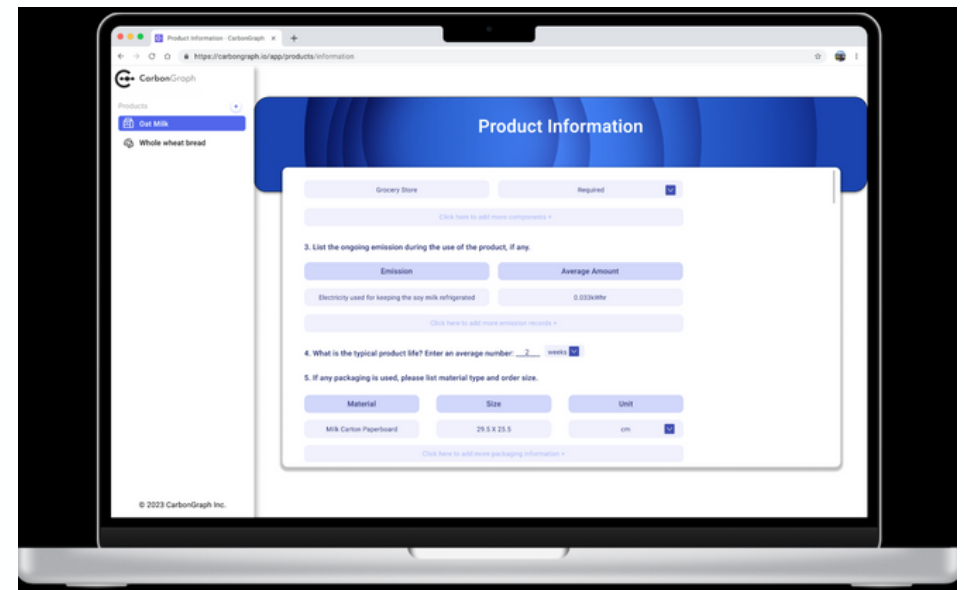 Product Information - CarbonGraph
https://carbongraph.io/app/products/information
CarbonGraph
Products
Oat Milk
Whole wheat bread
Product Information
Grocery Store Required
Click here to add more components +
3. List the ongoing emission during the use of the product, if any.
Emission Average Amount
Electricity used for keeping the soy milk refrigerated 0.033kWhr
Click here to add more emission records +
4. What is the typical product life? Enter an average number: 2 weeks
5. If any packaging is used, please list material type and order size.
Material Size Unit
Milk Carton Paperboard 29.5 X 25.5 cm
Click here to add more packaging information +
© 2023 CarbonGraph Inc.